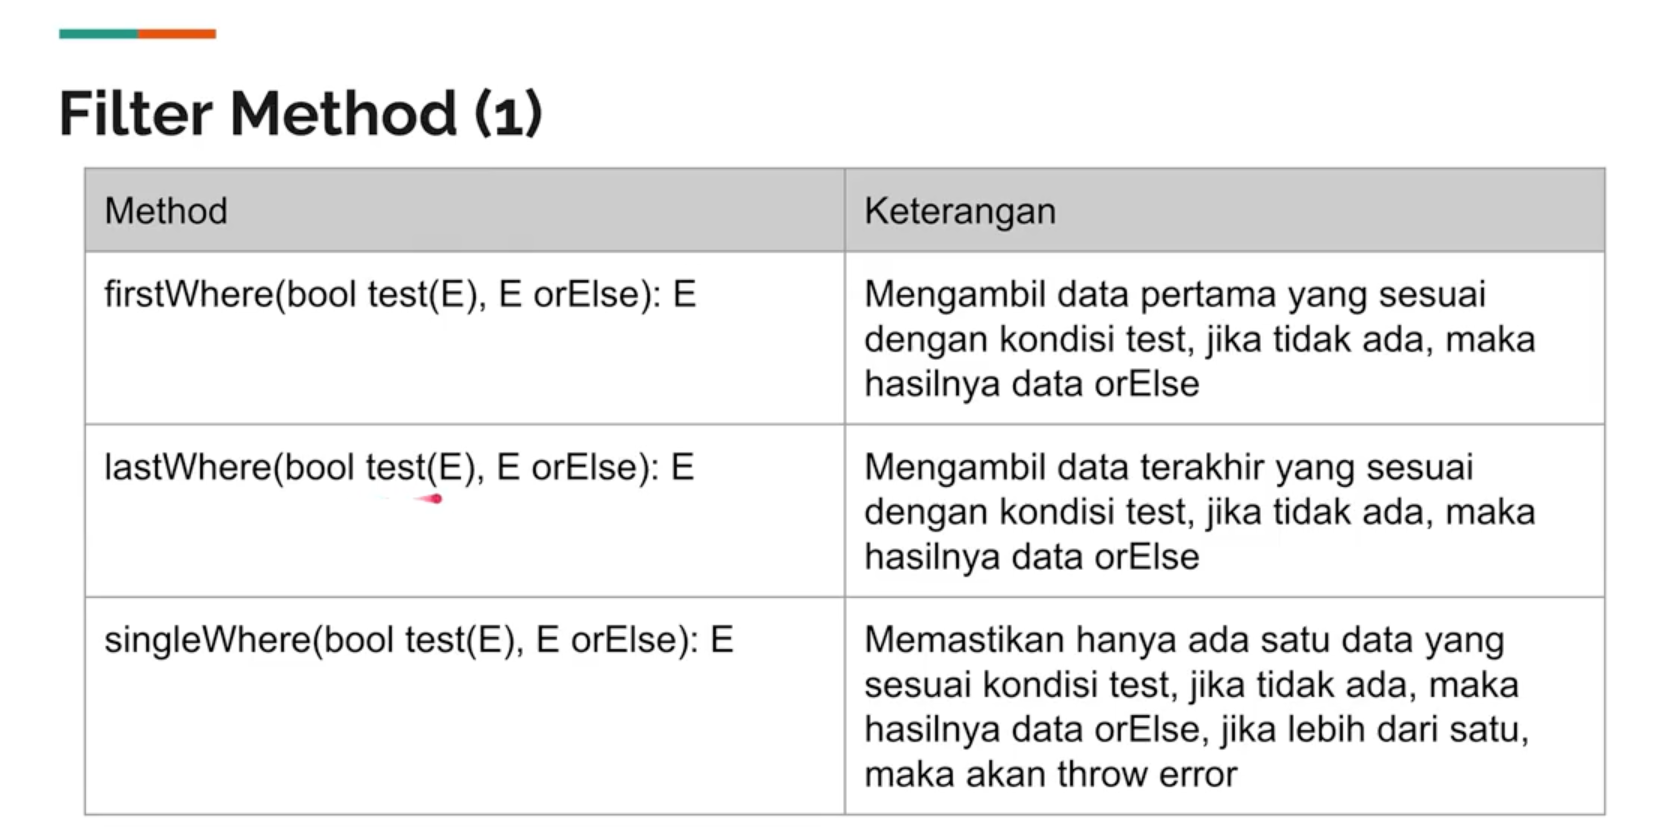 Filter Method (1)
Method
Keterangan
firstWhere(bool test(E), E orElse): E
Mengambil data pertama yang sesuai
dengan kondisi test, jika tidak ada, maka
hasilnya data orElse
lastWhere(bool test(E), E orElse): E
Mengambil data terakhir yang sesuai
dengan kondisi test, jika tidak ada, maka
hasilnya data orElse
singleWhere(bool test(E), E orElse): E
Memastikan hanya ada satu data yang
sesuai kondisi test, jika tidak ada, maka
hasilnya data orElse, jika lebih dari satu,
maka akan throw error